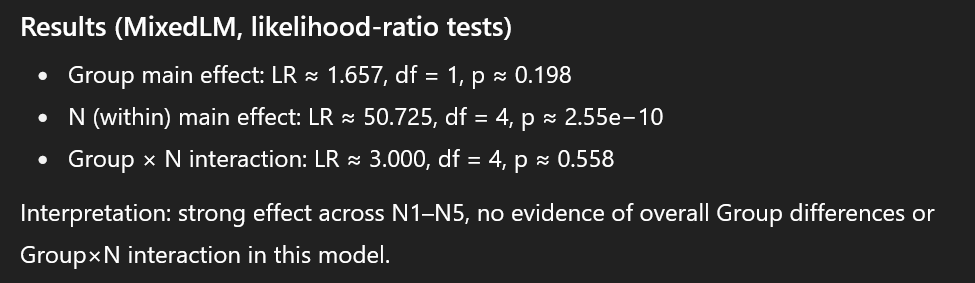 Results (MixedLM, likelihood-ratio tests)
• Group main effect: LR ≈ 1.657, df = 1, p ≈ 0.198
• N (within) main effect: LR ≈ 50.725, df = 4, p ≈ 2.55e−10
• Group × N interaction: LR ≈ 3.000, df = 4, p ≈ 0.558
Interpretation: strong effect across N1–N5, no evidence of overall Group differences or
Group×N interaction in this model.